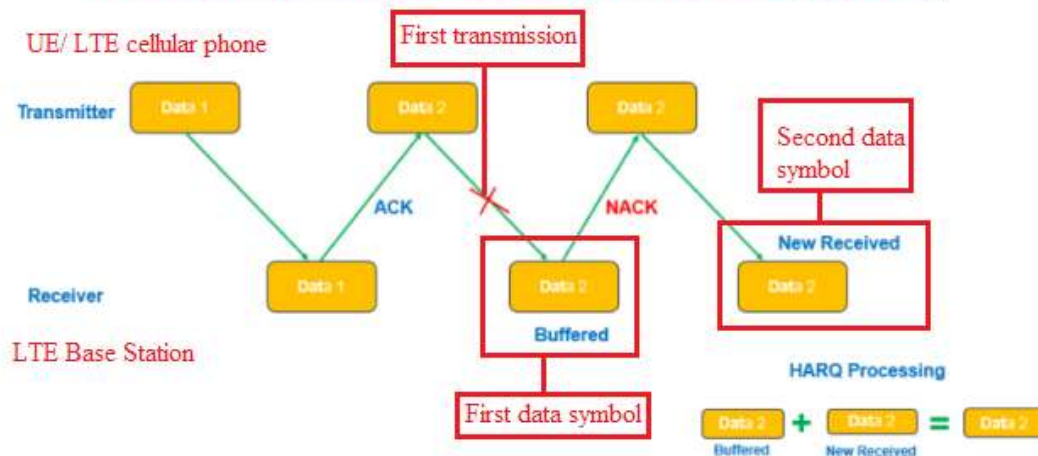 UE/ LTE cellular phone
First transmission
Transmitter
Data 1
Data 2
Data 2
Second data
symbol
ACK
NACK
New Received
Receiver
Data 1
Data 2
Data 2
Buffered
LTE Base Station
HARQ Processing
First data symbol
Data 2 + Data 2 = Data 2
Buffered
New Received